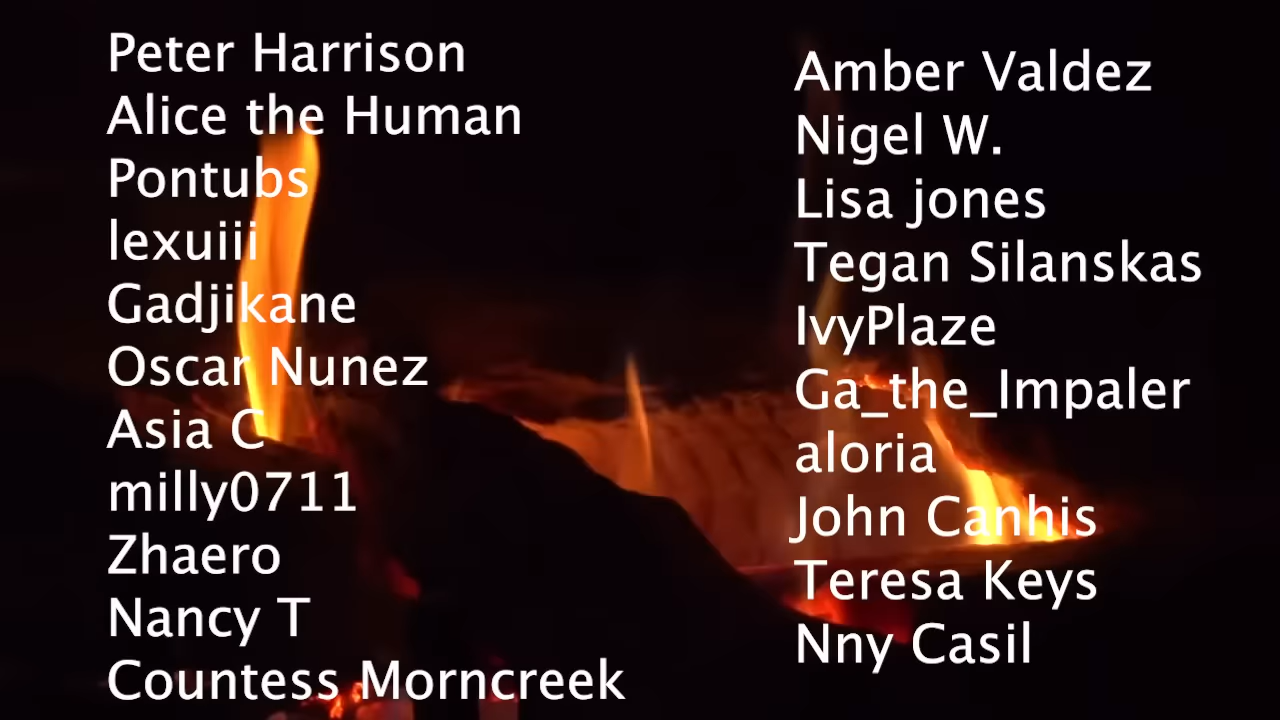 Peter Harrison
Alice the Human
Pontubs
lexuiii
Gadjikane
Oscar Nunez
Asia C
milly0711
Zhaero
Nancy T
Countess Morncreek
Amber Valdez
Nigel W.
Lisa jones
Tegan Silanskas
IvyPlaze
Ga_the_Impaler
aloria
John Canhis
Teresa Keys
Nny Casil